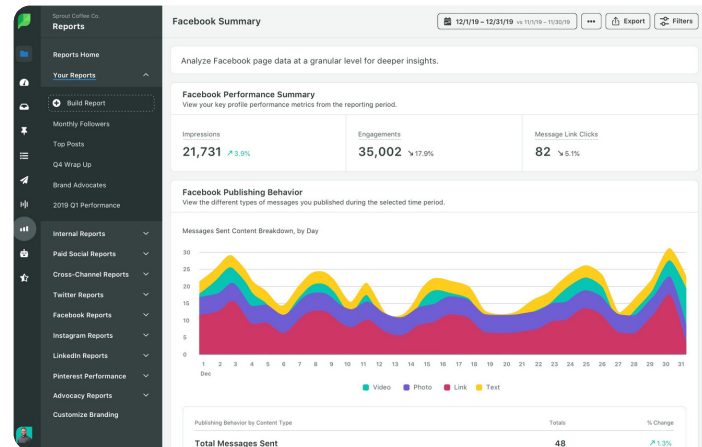 Sprout Coffee Co.
Reports
Reports Home
Your Reports
Build Report
Monthly Followers
Top Posts
Q4 Wrap Up
Brand Advocates
2019 Q1 Performance
Internal Reports
Paid Social Reports
Cross-Channel Reports
Twitter Reports
Facebook Reports
Instagram Reports
LinkedIn Reports
Pinterest Performance
Advocacy Reports
Customize Branding
Facebook Summary
12/1/19 – 12/31/19 vs 11/1/19 – 11/30/19
Export
Filters
Analyze Facebook page data at a granular level for deeper insights.
Facebook Performance Summary
View your key profile performance metrics from the reporting period.
Impressions
21,731 ↗3.9%
Engagements
35,002 ↘17.9%
Message Link Clicks
82 ↘5.1%
Facebook Publishing Behavior
View the different types of messages you published during the selected time period.
Messages Sent Content Breakdown, by Day
30
25
20
15
10
5
0
1 2 3 4 5 6 7 8 9 10 11 12 13 14 15 16 17 18 19 20 21 22 23 24 25 26 27 28 29 30 31
Dec
Video Photo Link Text
Publishing Behavior by Content Type Totals % Change
Total Messages Sent 48 ↗1.3%